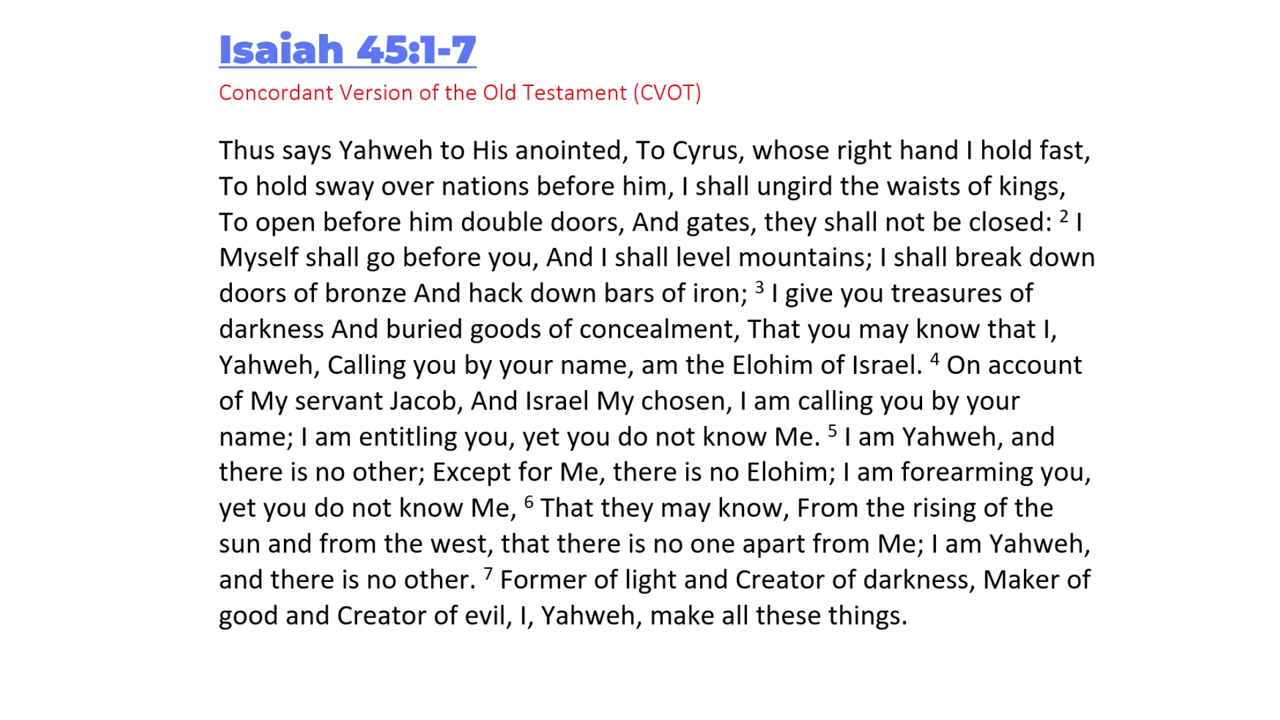 Isaiah 45:1-7
Concordant Version of the Old Testament (CVOT)
Thus says Yahweh to His anointed, To Cyrus, whose right hand I hold fast,
To hold sway over nations before him, I shall ungird the waists of kings,
To open before him double doors, And gates, they shall not be closed: 2 I
Myself shall go before you, And I shall level mountains; I shall break down
doors of bronze And hack down bars of iron; 3 I give you treasures of
darkness And buried goods of concealment, That you may know that I,
Yahweh, Calling you by your name, am the Elohim of Israel. 4 On account
of My servant Jacob, And Israel My chosen, I am calling you by your
name; I am entitling you, yet you do not know Me. 5 I am Yahweh, and
there is no other; Except for Me, there is no Elohim; I am forearming you,
yet you do not know Me, 6 That they may know, From the rising of the
sun and from the west, that there is no one apart from Me; I am Yahweh,
and there is no other. 7 Former of light and Creator of darkness, Maker of
good and Creator of evil, I, Yahweh, make all these things.